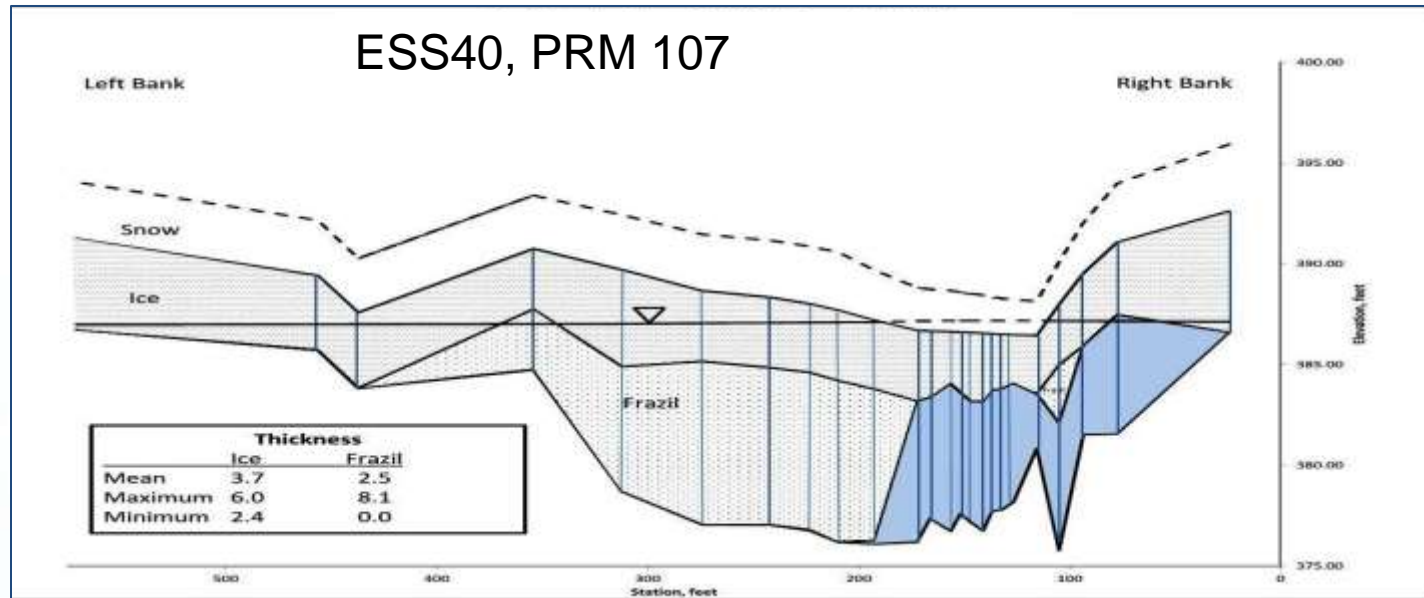 ESS40, PRM 107
Left Bank
Right Bank
400.00
395.00
390.00
385.00
380.00
375.00
Elevation, feet
Snow
Ice
Frazil
Thickness
Ice Frazil
Mean 3.7 2.5
Maximum 6.0 8.1
Minimum 2.4 0.0
500 400 300 200 100 0
Station, feet